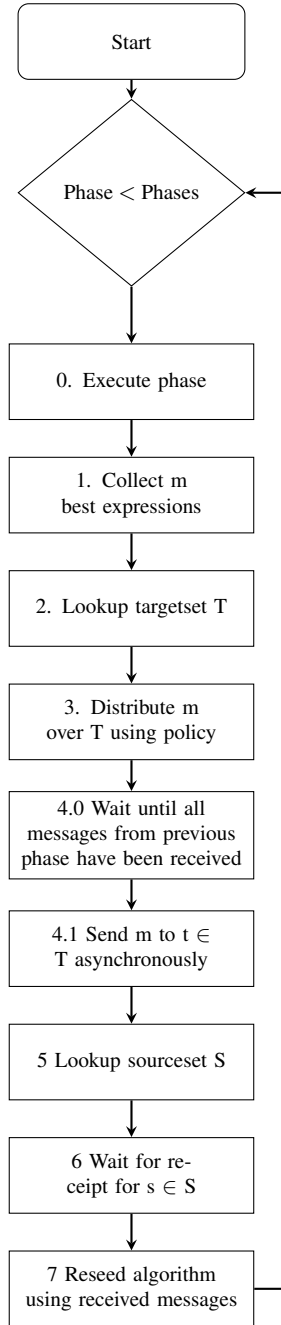 Start
Phase < Phases
0. Execute phase
1. Collect m
best expressions
2. Lookup targetset T
3. Distribute m
over T using policy
4.0 Wait until all
messages from previous
phase have been received
4.1 Send m to t ∈
T asynchronously
5 Lookup sourceset S
6 Wait for re-
ceipt for s ∈ S
7 Reseed algorithm
using received messages